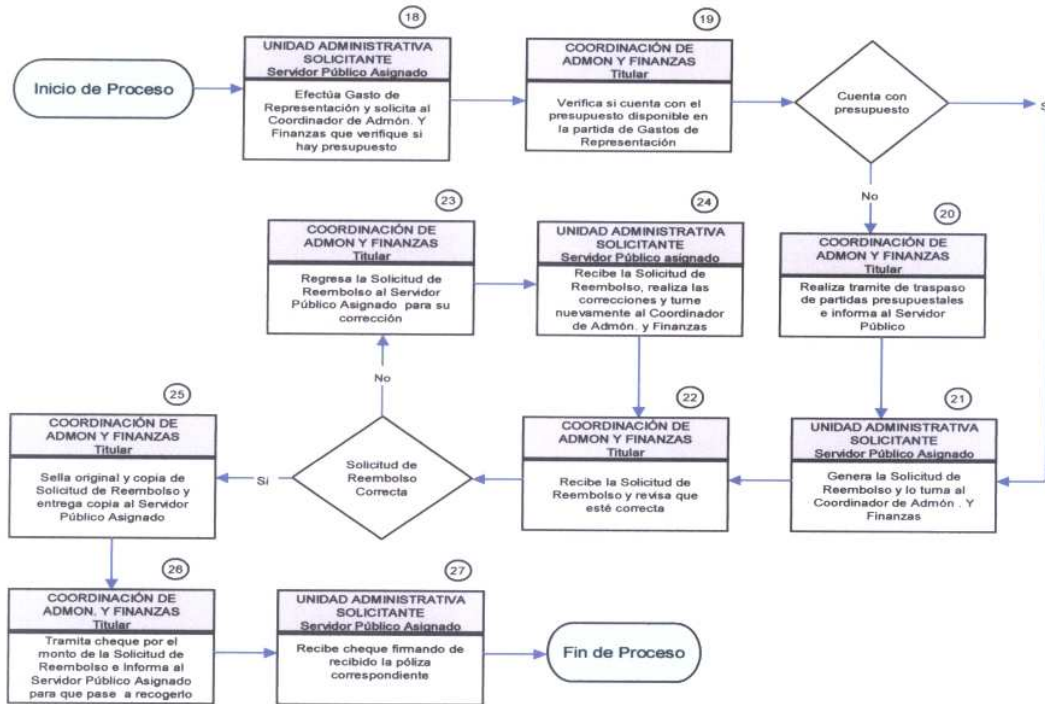 Inicio de Proceso
18
UNIDAD ADMINISTRATIVA
SOLICITANTE
Servidor Público Asignado
Efectúa Gasto de
Representación y solicita al
Coordinador de Admón. Y
Finanzas que verifique si
hay presupuesto
19
COORDINACIÓN DE
ADMON Y FINANZAS
Titular
Verifica si cuenta con el
presupuesto disponible en
la partida de Gastos de
Representación
Cuenta con
presupuesto
No
20
COORDINACIÓN DE
ADMON Y FINANZAS
Titular
Realiza tramite de traspaso
de partidas presupuestales
e informa al Servidor
Público
21
UNIDAD ADMINISTRATIVA
SOLICITANTE
Servidor Público Asignado
Genera la Solicitud de
Reembolso y lo turna al
Coordinador de Admón . Y
Finanzas
22
COORDINACIÓN DE
ADMON Y FINANZAS
Titular
Recibe la Solicitud de
Reembolso y revisa que
esté correcta
Solicitud de
Reembolso
Correcta
No
23
COORDINACIÓN DE
ADMON Y FINANZAS
Titular
Regresa la Solicitud de
Reembolso al Servidor
Público Asignado para su
corrección
24
UNIDAD ADMINISTRATIVA
SOLICITANTE
Servidor Público asignado
Recibe la Solicitud de
Reembolso, realiza las
correcciones y turne
nuevamente al Coordinador
de Admón. y Finanzas
Si
25
COORDINACIÓN DE
ADMON Y FINANZAS
Titular
Sella original y copia de
Solicitud de Reembolso y
entrega copia al Servidor
Público Asignado
26
COORDINACIÓN DE
ADMON. Y FINANZAS
Titular
Tramita cheque por el
monto de la Solicitud de
Reembolso e Informa al
Servidor Público Asignado
para que pase a recogerlo
27
UNIDAD ADMINISTRATIVA
SOLICITANTE
Servidor Público Asignado
Recibe cheque firmando de
recibido la póliza
correspondiente
Fin de Proceso